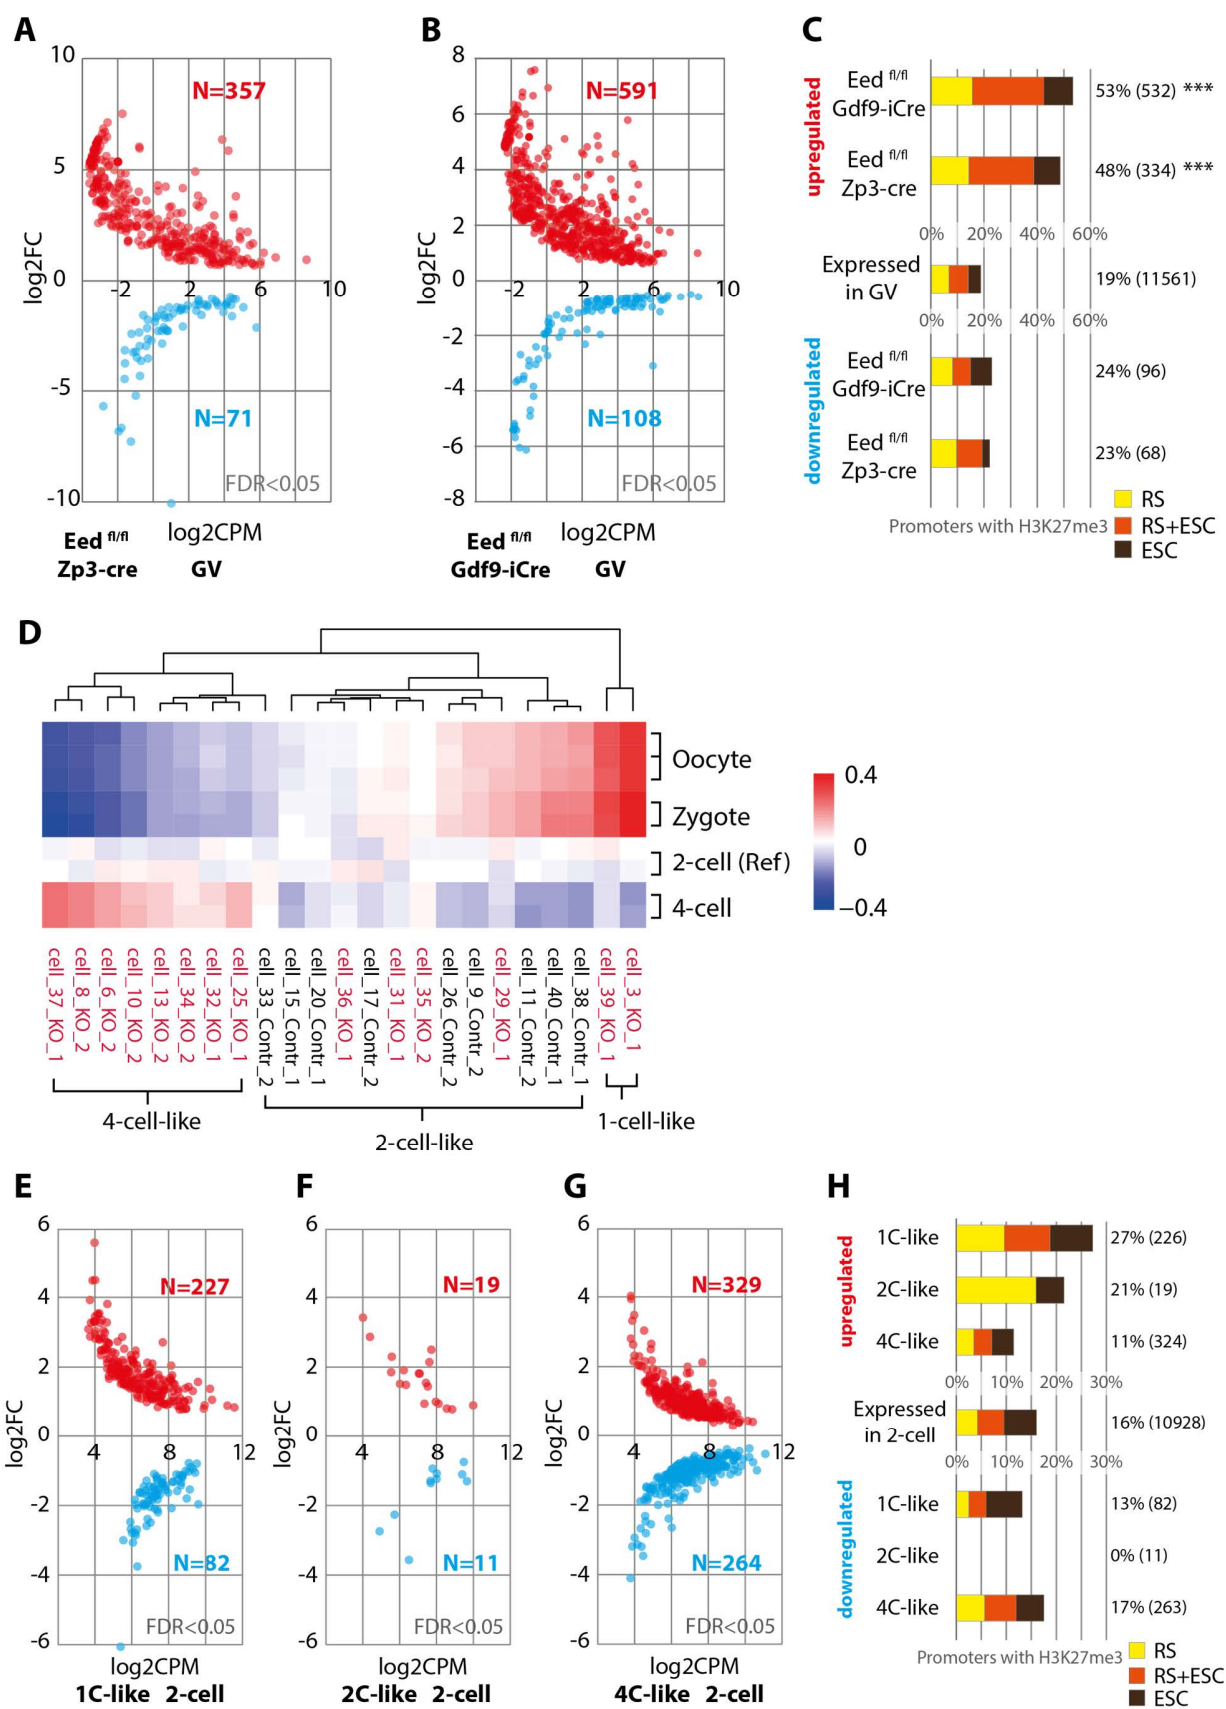 A
10
5
0
-5
-10
-2
2
6
10
log2FC
N=357
N=71
FDR<0.05
log2CPM
Eed fl/fl
Zp3-cre
GV
B
8
6
4
2
0
-2
-4
-6
-8
-2
2
6
10
log2FC
N=591
N=108
FDR<0.05
log2CPM
Eed fl/fl
Gdf9-iCre
GV
C
upregulated
Eed fl/fl
Gdf9-iCre
53% (532) ***
Eed fl/fl
Zp3-cre
48% (334) ***
0% 20% 40% 60%
Expressed
in GV
19% (11561)
0% 20% 40% 60%
downregulated
Eed fl/fl
Gdf9-iCre
24% (96)
Eed fl/fl
Zp3-cre
23% (68)
Promoters with H3K27me3
RS
RS+ESC
ESC
D
Oocyte
Zygote
2-cell (Ref)
4-cell
0.4
0
−0.4
cell_37_KO_1
cell_8_KO_2
cell_6_KO_2
cell_10_KO_2
cell_13_KO_2
cell_34_KO_2
cell_32_KO_1
cell_25_KO_1
cell_33_Contr_2
cell_15_Contr_1
cell_20_Contr_1
cell_36_KO_1
cell_17_Contr_2
cell_31_KO_1
cell_35_KO_2
cell_26_Contr_2
cell_9_Contr_2
cell_29_KO_1
cell_11_Contr_2
cell_40_Contr_1
cell_38_Contr_1
cell_39_KO_1
cell_3_KO_1
4-cell-like
2-cell-like
1-cell-like
E
6
4
2
0
-2
-4
-6
4
8
12
log2FC
N=227
N=82
FDR<0.05
log2CPM
1C-like 2-cell
F
6
4
2
0
-2
-4
-6
4
8
12
log2FC
N=19
N=11
FDR<0.05
log2CPM
2C-like 2-cell
G
6
4
2
0
-2
-4
-6
4
8
12
log2FC
N=329
N=264
FDR<0.05
log2CPM
4C-like 2-cell
H
upregulated
1C-like
27% (226)
2C-like
21% (19)
4C-like
11% (324)
0% 10% 20% 30%
Expressed
in 2-cell
16% (10928)
0% 10% 20% 30%
downregulated
1C-like
13% (82)
2C-like
0% (11)
4C-like
17% (263)
Promoters with H3K27me3
RS
RS+ESC
ESC